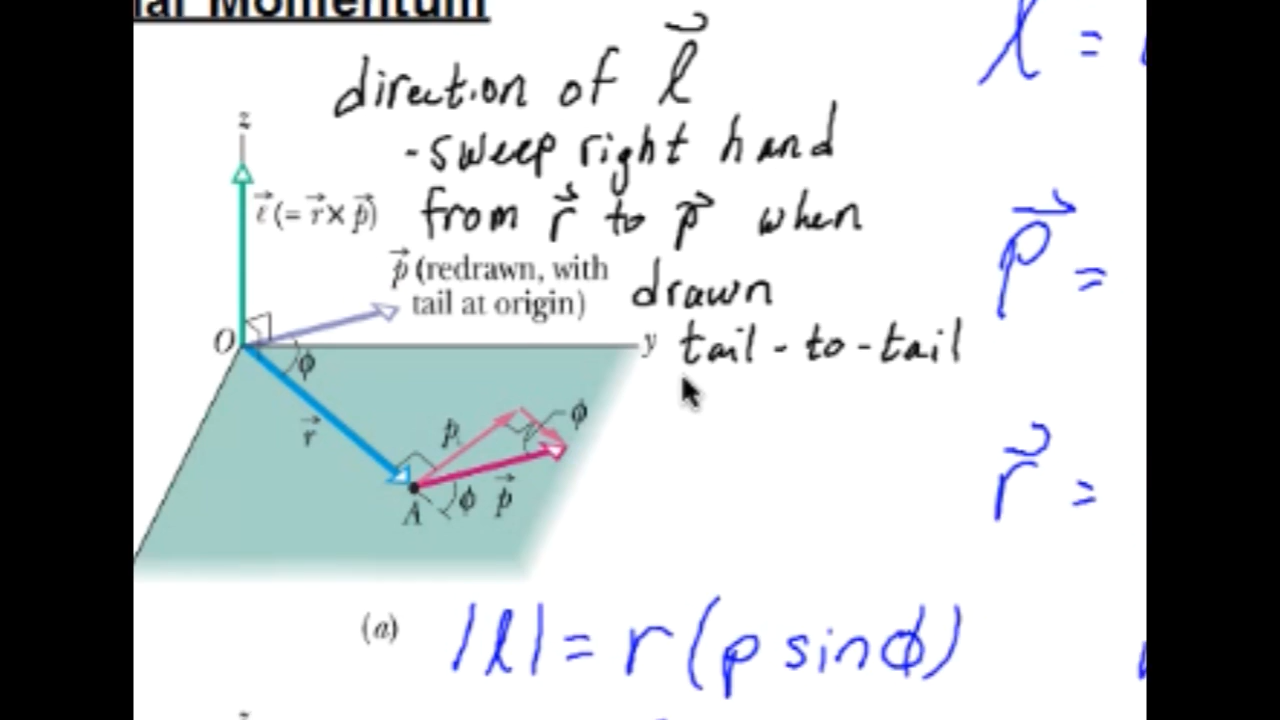 Momentum
direction of l⃗
- sweep right hand
from r⃗ to p⃗ when
drawn
tail-to-tail
z
ℓ⃗ (= r⃗ × p⃗)
p⃗ (redrawn, with
tail at origin)
O
y
ϕ
r⃗
p
ϕ
A
ϕ
p⃗
(a)
|l| = r(p sinϕ)
l =
p⃗ =
r⃗ =
z